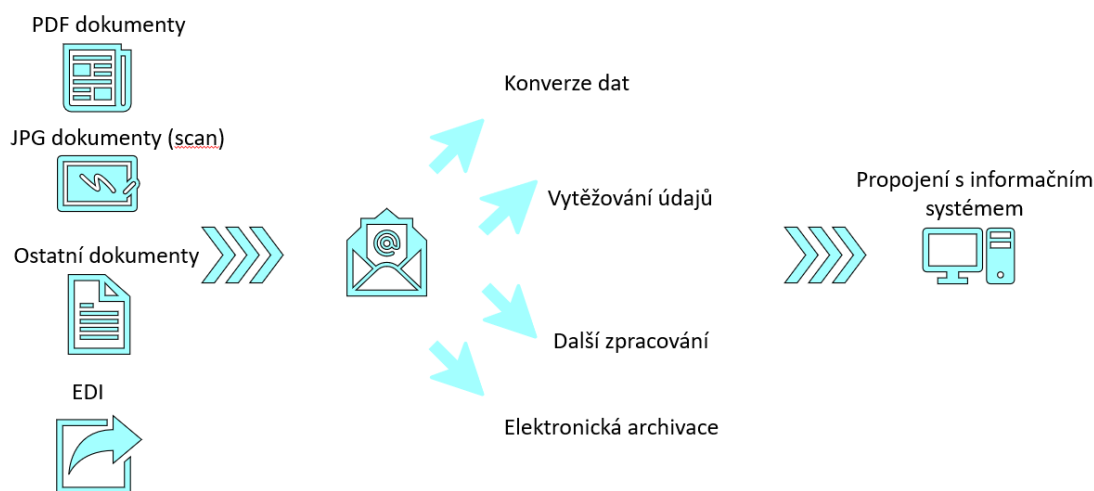 PDF dokumenty
JPG dokumenty (scan)
Ostatní dokumenty
EDI
@
Konverze dat
Vytěžování údajů
Další zpracování
Elektronická archivace
Propojení s informačním
systémem